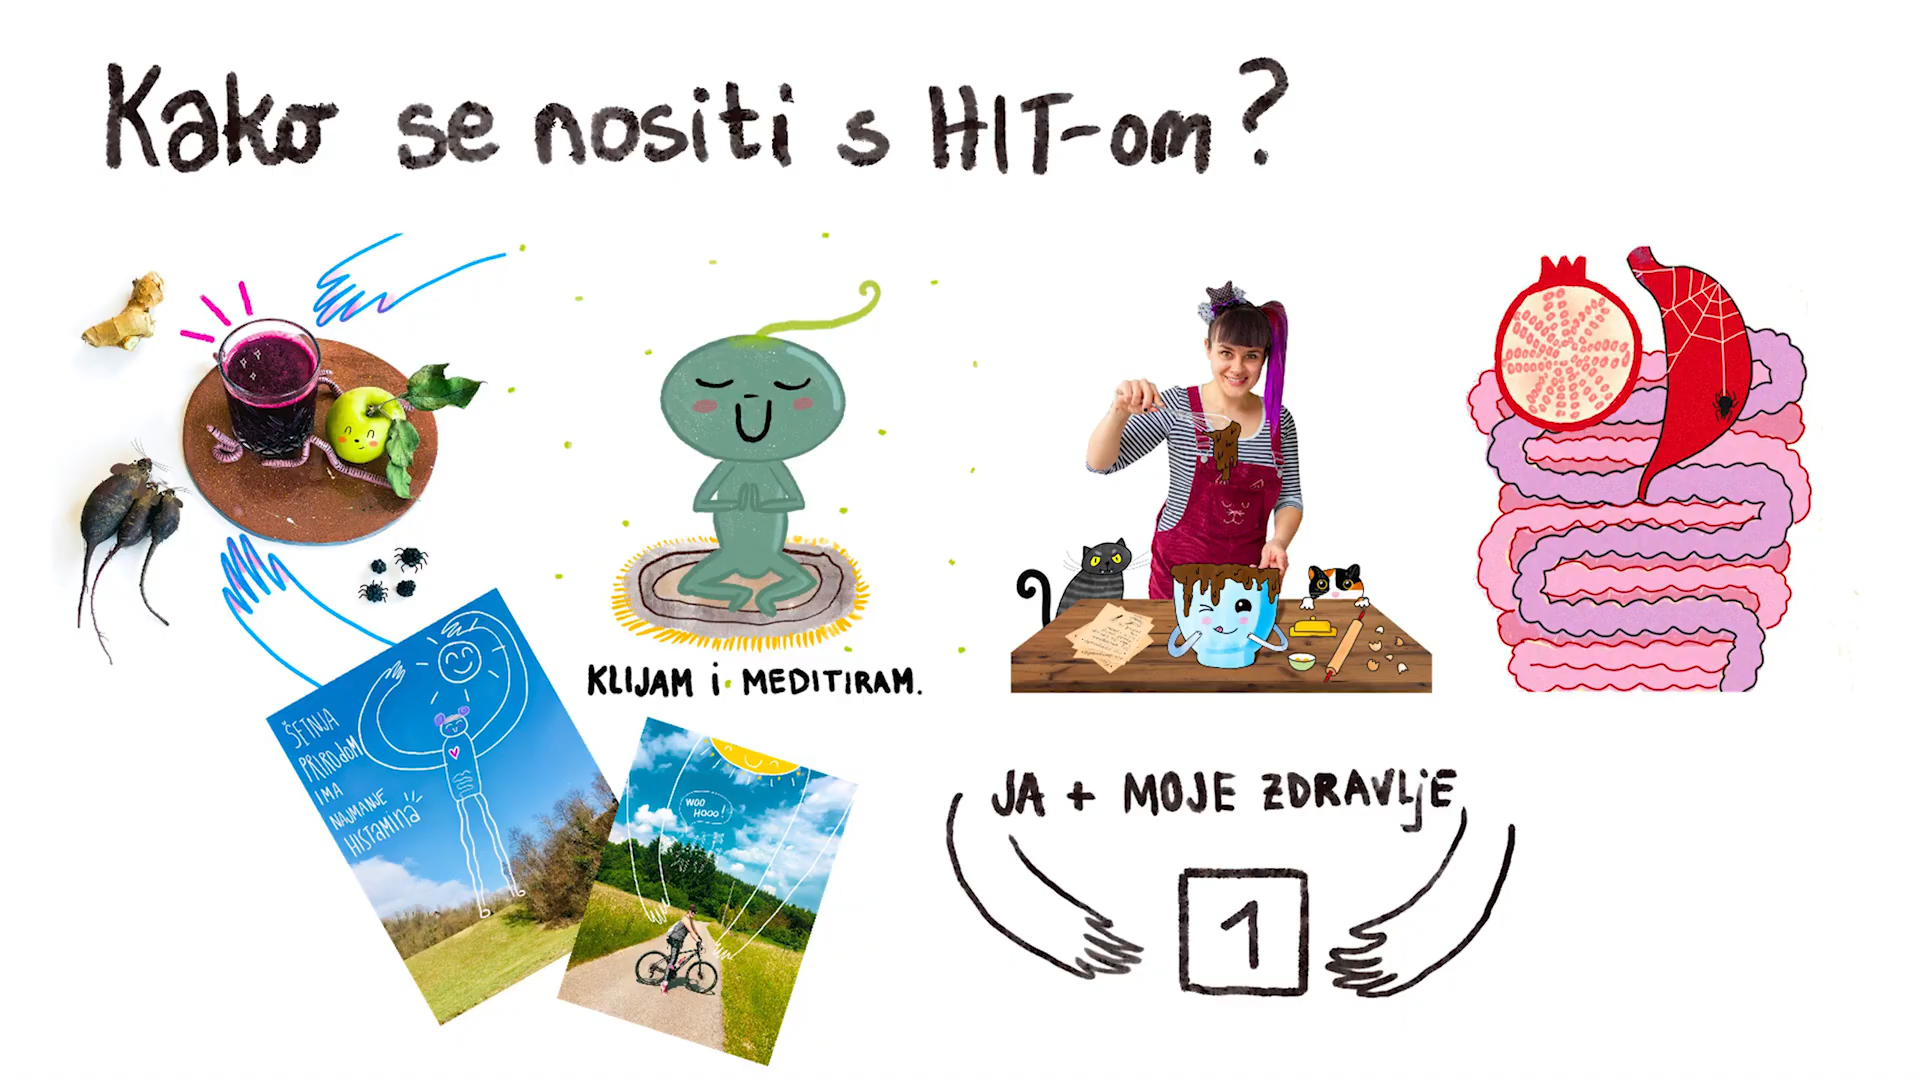 Kako se nositi s HIT-om?
KLIJAM i MEDITIRAM.
ŠETNJA
PRIRODOM
IMA
NAJMANJE
HISTAMINA
WOO
HOOO!
JA + MOJE ZDRAVLjE
1